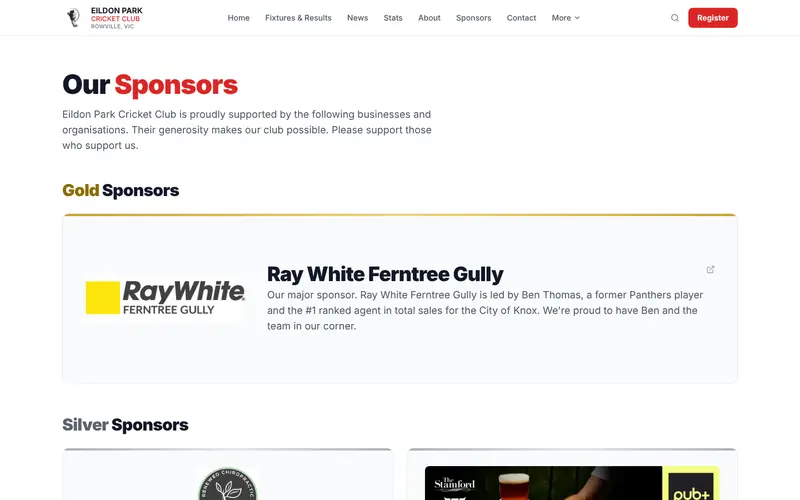 EILDON PARK
CRICKET CLUB
ROWVILLE, VIC
Home
Fixtures & Results
News
Stats
About
Sponsors
Contact
More
Register
Our Sponsors
Eildon Park Cricket Club is proudly supported by the following businesses and
organisations. Their generosity makes our club possible. Please support those
who support us.
Gold Sponsors
RayWhite.
FERNTREE GULLY
Ray White Ferntree Gully
Our major sponsor. Ray White Ferntree Gully is led by Ben Thomas, a former Panthers player
and the #1 ranked agent in total sales for the City of Knox. We're proud to have Ben and the
team in our corner.
Silver Sponsors
RENEWED CHIROPRACTIC
The
Stamford
pub+